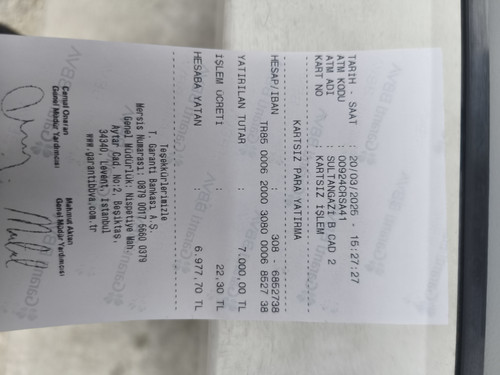 TARİH - SAAT : 20/03/2025 - 15:27:27
ATM KODU : 00924CRSA41
ATM ADI : SULTANGAZİ B CAD 2
KART NO : KARTSIZ İŞLEM
KARTSIZ PARA YATIRMA
HESAP/IBAN : 308 - 6852738
TR85 0006 2000 3080 0006 8527 38
YATIRILAN TUTAR : 7.000,00 TL
İŞLEM ÜCRETİ : 22,30 TL
HESABA YATAN : 6.977,70 TL
Teşekkürlerimizle
T. Garanti Bankası A.Ş.
Mersis Numarası: 0879 0017 5660 0379
Genel Müdürlük: Nispetiye Mah.
Aytar Cad. No:2, Beşiktaş,
34340, Levent, İstanbul
www.garantibbva.com.tr
Cemal Onaran Mahmut Akten
Genel Müdür Yardımcısı Genel Müdür Yardımcısı